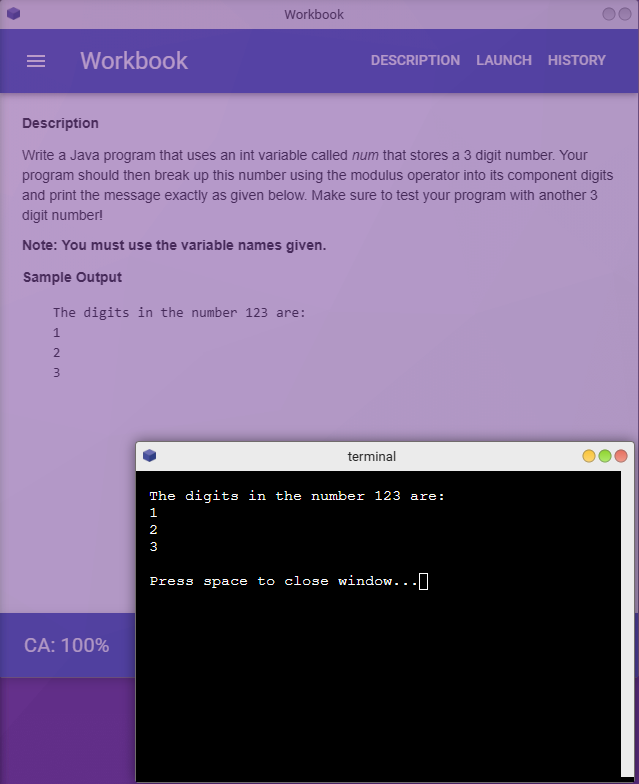 Workbook
Workbook
DESCRIPTION LAUNCH HISTORY
Description
Write a Java program that uses an int variable called num that stores a 3 digit number. Your
program should then break up this number using the modulus operator into its component digits
and print the message exactly as given below. Make sure to test your program with another 3
digit number!
Note: You must use the variable names given.
Sample Output
The digits in the number 123 are:
1
2
3
terminal
The digits in the number 123 are:
1
2
3
Press space to close window...
CA: 100%